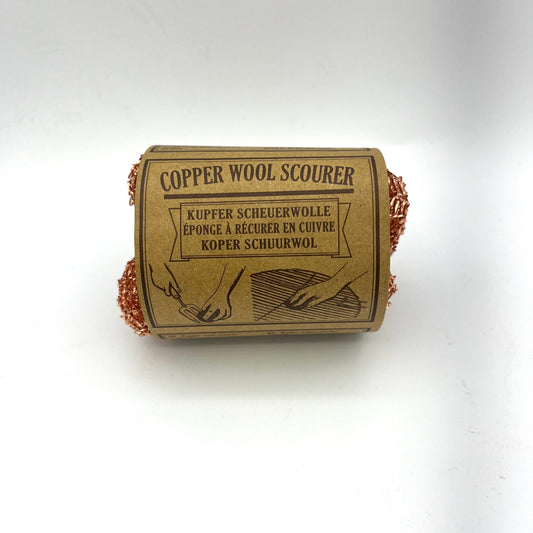 COPPER WOOL SCOURER
KUPFER SCHEUERWOLLE
ÉPONGE À RÉCURER EN CUIVRE
KOPER SCHUURWOL